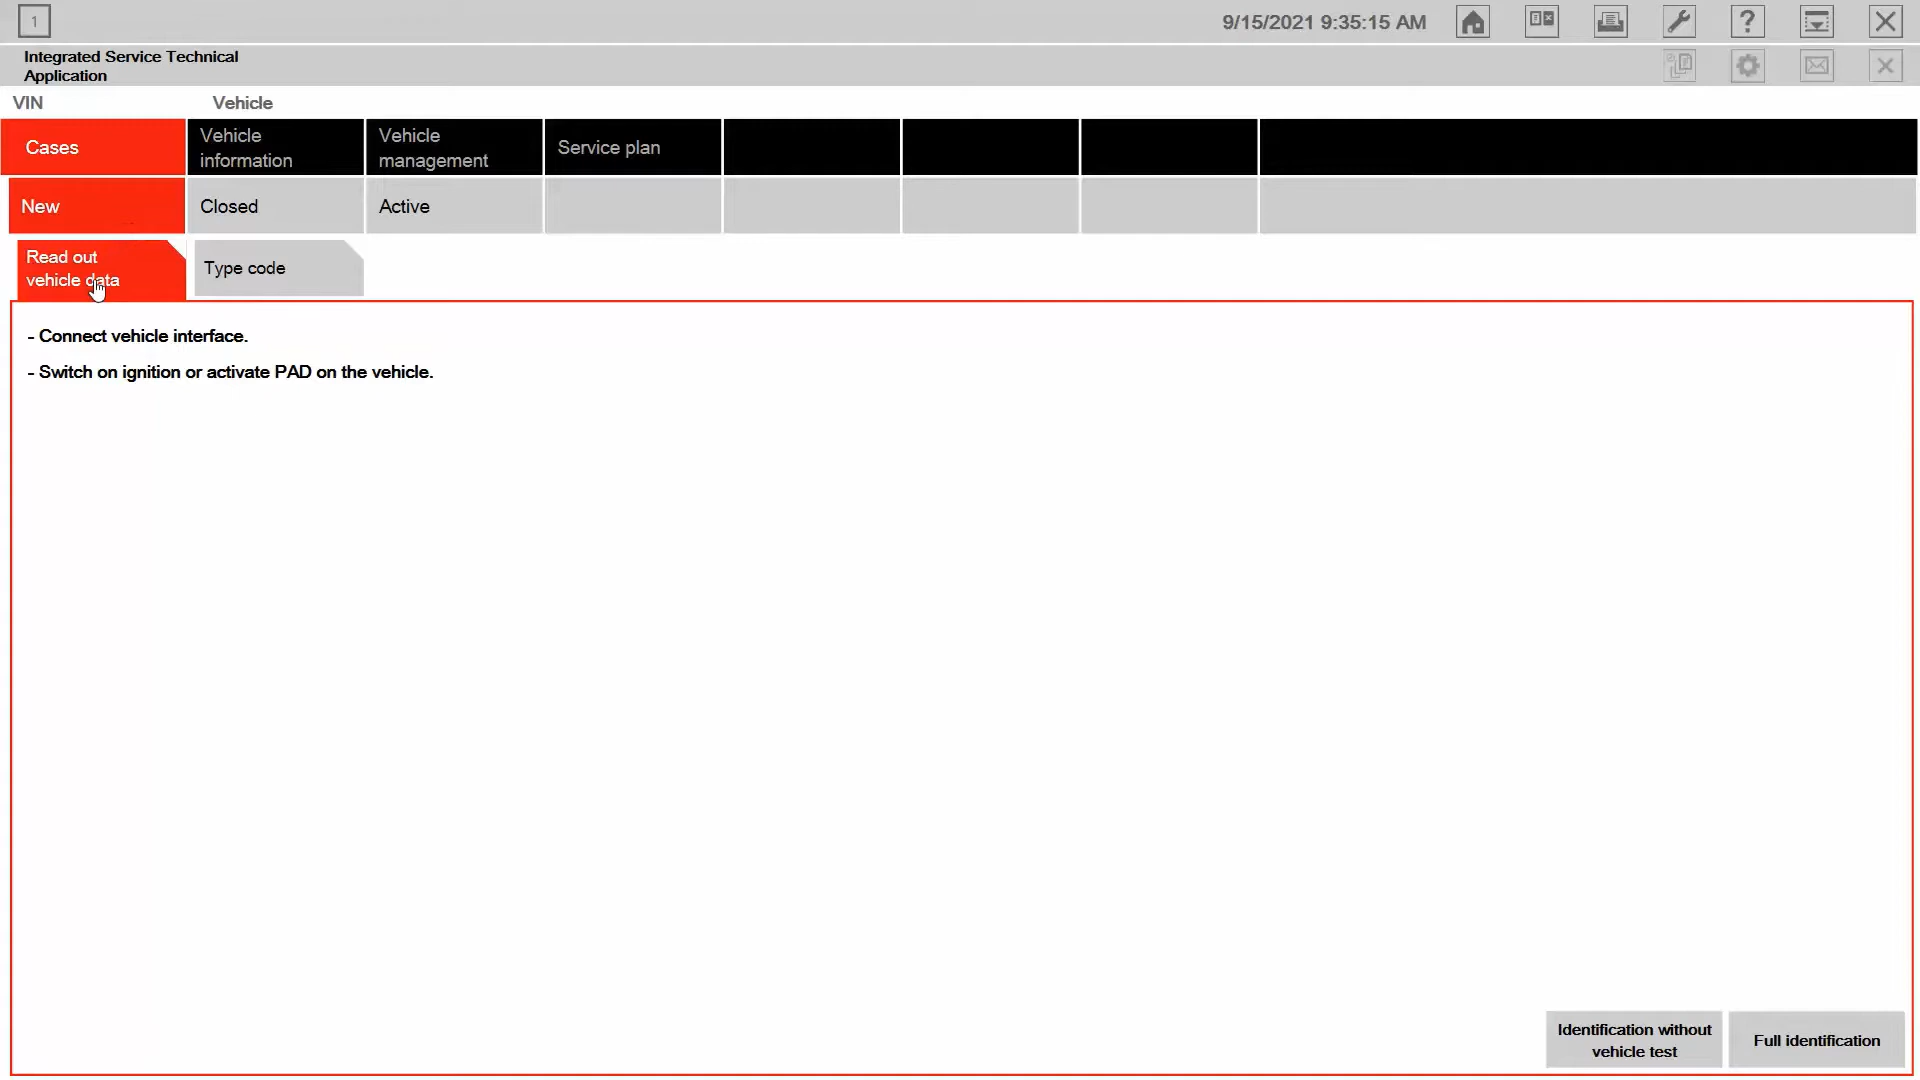 1
9/15/2021 9:35:15 AM
?
Integrated Service Technical
Application
VIN
Vehicle
Cases
Vehicle
information
Vehicle
management
Service plan
New
Closed
Active
Read out
vehicle data
Type code
- Connect vehicle interface.
- Switch on ignition or activate PAD on the vehicle.
Identification without
vehicle test
Full identification